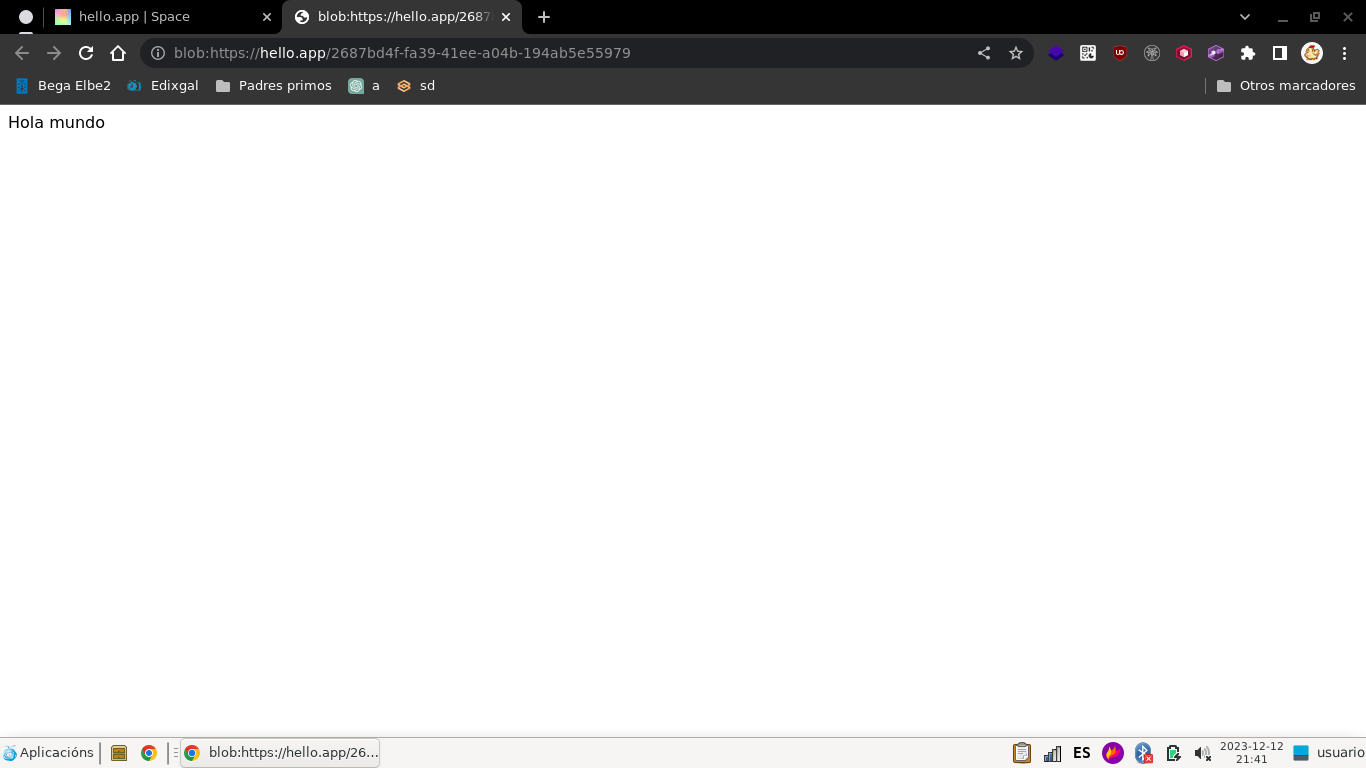 hello.app | Space
blob:https://hello.app/2687
blob:https://hello.app/2687bd4f-fa39-41ee-a04b-194ab5e55979
Bega Elbe2 Edixgal Padres primos a sd Otros marcadores
Hola mundo
Aplicacións blob:https://hello.app/26... ES 2023-12-12 usuario
21:41